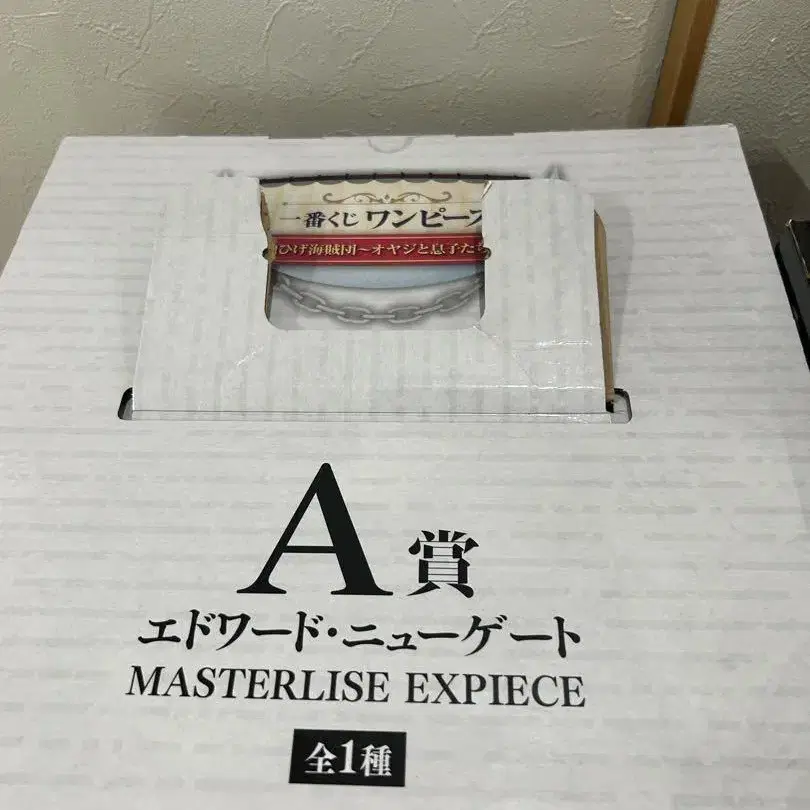 一番くじ ワンピース
ひげ海賊団～オヤジと息子たち
A賞
エドワード・ニューゲート
MASTERLISE EXPIECE
全1種